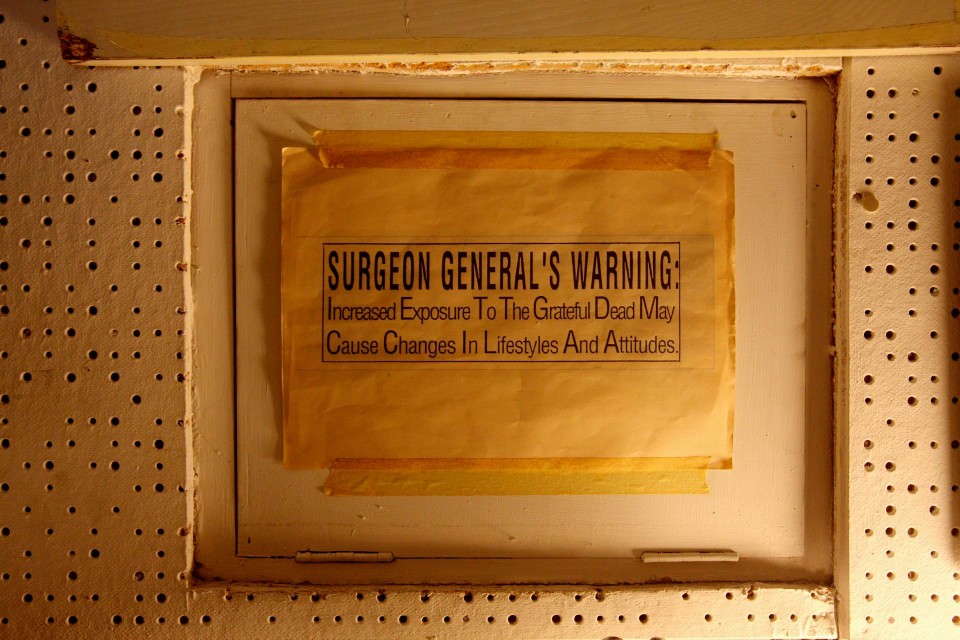 SURGEON GENERAL'S WARNING:
Increased Exposure To The Grateful Dead May
Cause Changes In Lifestyles And Attitudes.